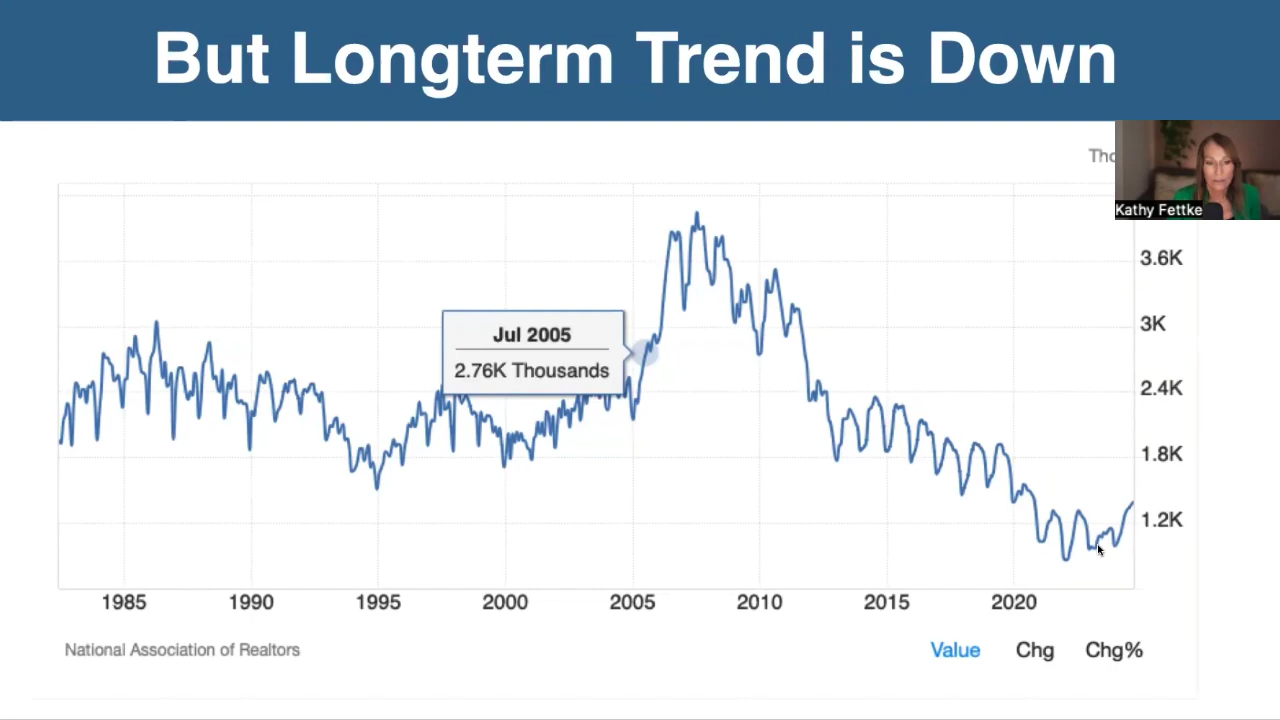 But Longterm Trend is Down
Kathy Fettke
3.6K
Jul 2005
3K
2.76K Thousands
2.4K
1.8K
1.2K
1985 1990 1995 2000 2005 2010 2015 2020
National Association of Realtors
Value Chg Chg%